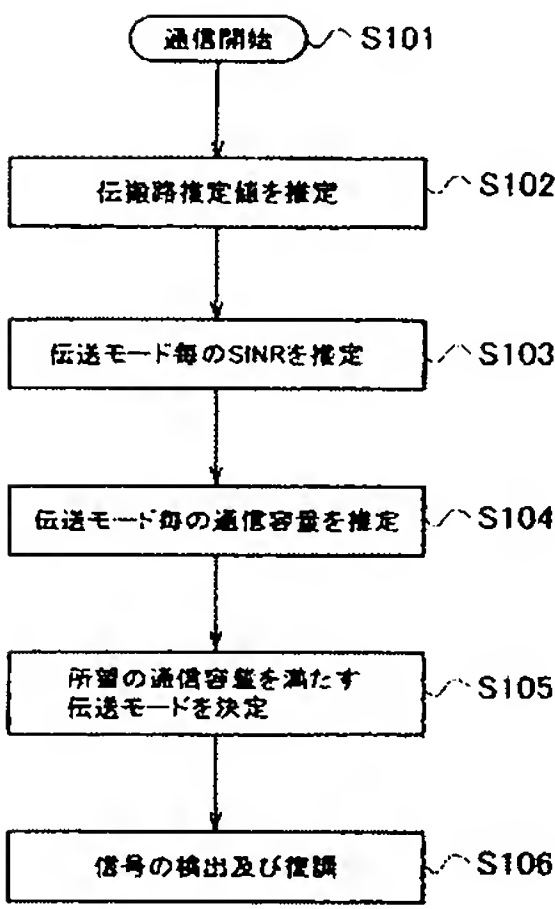 通信開始 S101
伝搬路推定値を推定 S102
伝送モード毎のSINRを推定 S103
伝送モード毎の通信容量を推定 S104
所望の通信容量を満たす
伝送モードを決定 S105
信号の検出及び復調 S106